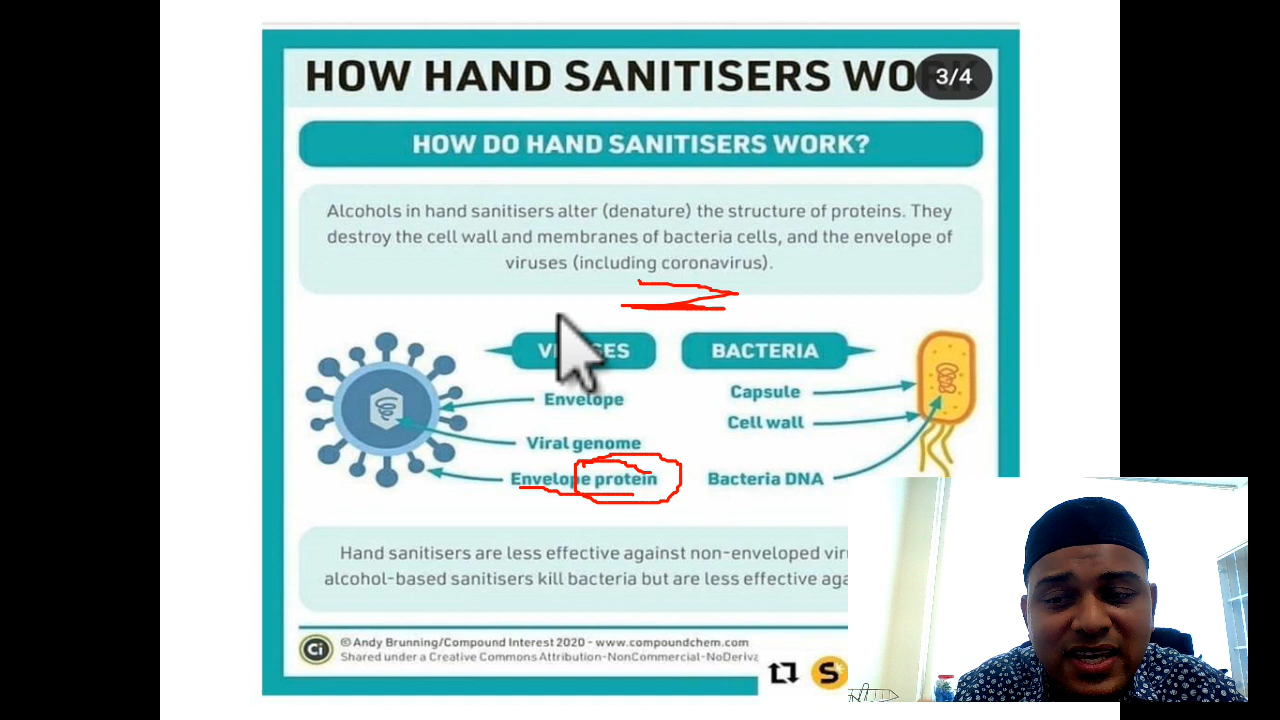 HOW HAND SANITISERS WO
3/4
HOW DO HAND SANITISERS WORK?
Alcohols in hand sanitisers alter (denature) the structure of proteins. They
destroy the cell wall and membranes of bacteria cells, and the envelope of
viruses (including coronavirus).
BACTERIA
Capsule
Envelope
Cell wall
Viral genome
Envelope protein
Bacteria DNA
Hand sanitisers are less effective against non-enveloped
alcohol-based sanitisers kill bacteria but are less effective
Ci
© Andy Brunning/Compound Interest 2020 - www.compoundchem.com
Shared under a Creative Commons Attribution-NonCommercial-
S